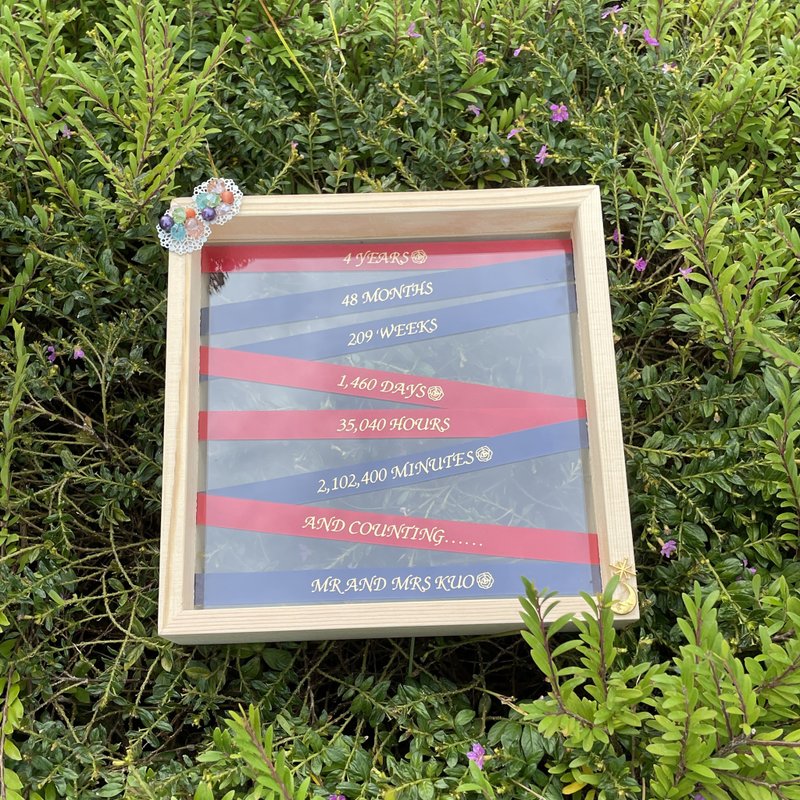 4 YEARS
48 MONTHS
209 WEEKS
1,460 DAYS
35,040 HOURS
2,102,400 MINUTES
AND COUNTING......
MR AND MRS KUO